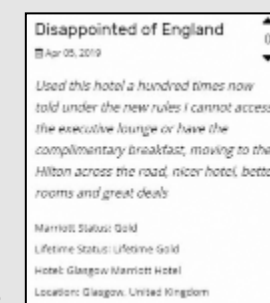 Disappointed of England
Apr 05, 2019
Used this hotel a hundred times now
told under the new rules I cannot access
the executive lounge or have the
complimentary breakfast, moving to the
Hilton across the road, nicer hotel, bette
rooms and great deals
Marriott Status: Gold
Lifetime Status: Lifetime Gold
Hotel: Glasgow Marriott Hotel
Location: Glasgow, United Kingdom